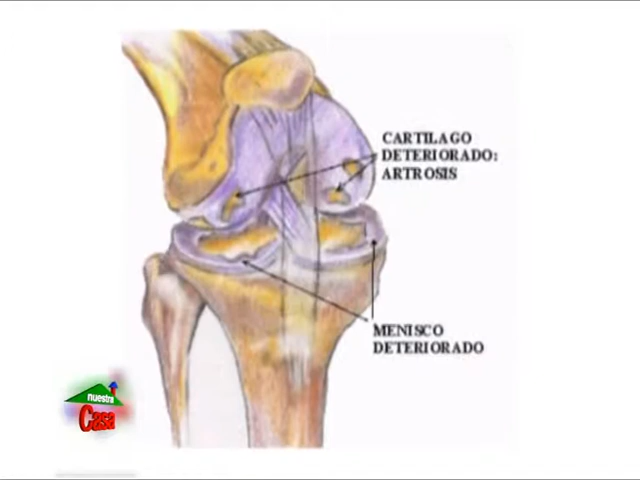 CARTILAGO
DETERIORADO:
ARTROSIS
MENISCO
DETERIORADO
nuestra
Casa